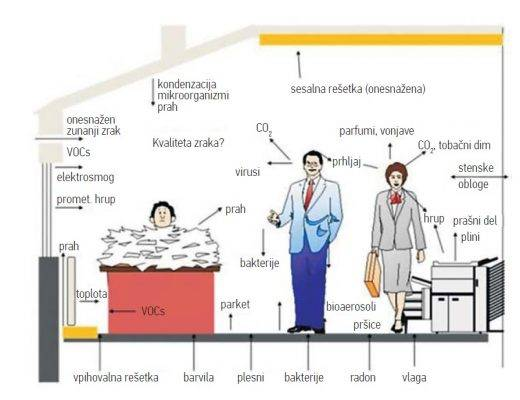 kondenzacija
mikroorganizmi
prah
sesalna rešetka (onesnažena)
onesnažen
zunanji zrak
VOCs
elektrosmog
promet. hrup
Kvaliteta zraka?
CO₂
virusi
prhljaj
parfumi, vonjave
CO₂, tobačni dim
stenske
obloge
prah
hrup
prašni del
plini
prah
toplota
VOCs
bakterije
parket
bioaerosoli
pršice
vpihovalna rešetka
barvila
plesni
bakterije
radon
vlaga